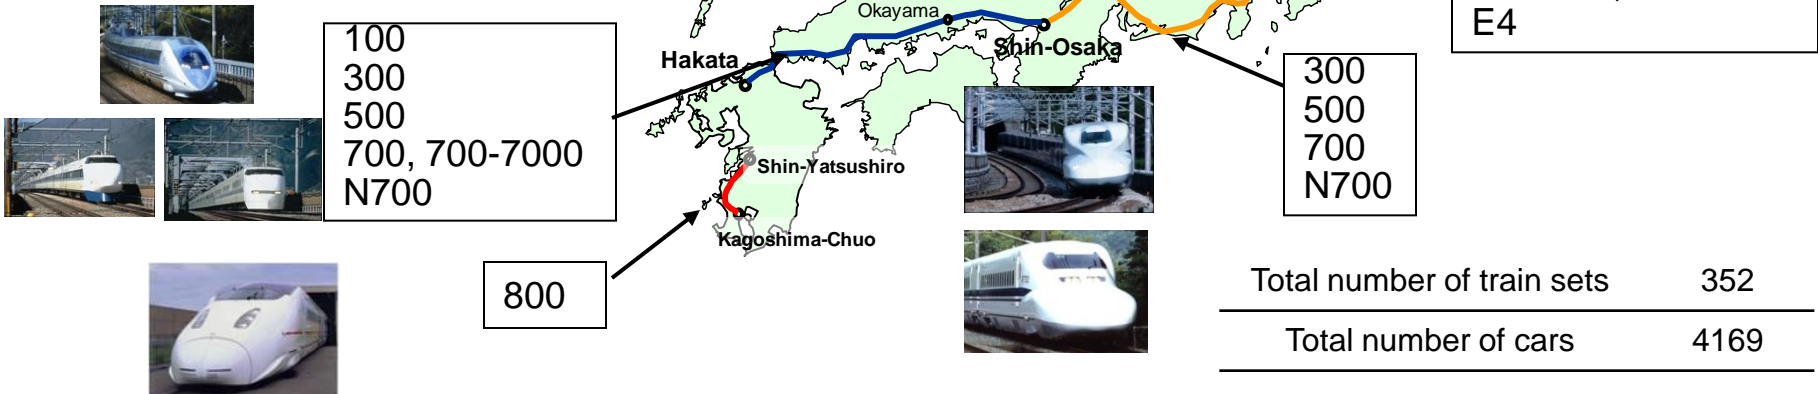 100
300
500
700, 700-7000
N700
Okayama
Hakata
Shin-Osaka
E4
300
500
700
N700
Shin-Yatsushiro
Kagoshima-Chuo
800
Total number of train sets 352
Total number of cars 4169